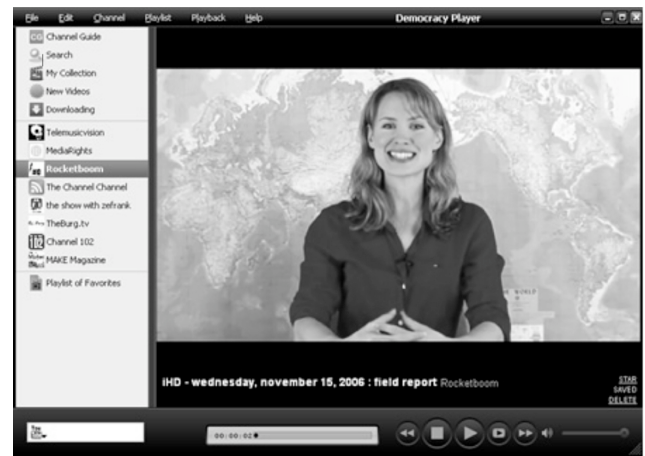 File Edit Channel Playlist Playback Help Democracy Player
Channel Guide
Search
My Collection
New Videos
Downloading
Telemusicvision
MediaRights
Rocketboom
The Channel Channel
the show with zefrank
TheBurg.tv
102 Channel 102
MAKE Magazine
Playlist of Favorites
WORLD
iHD - wednesday, november 15, 2006 : field report Rocketboom
STAR
SAVED
DELETE
00:00:02